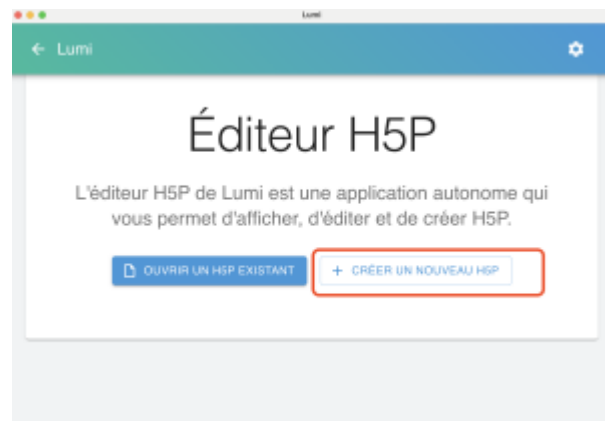 Lumi
Lumi
Éditeur H5P
L'éditeur H5P de Lumi est une application autonome qui
vous permet d'afficher, d'éditer et de créer H5P.
OUVRIR UN H5P EXISTANT
+ CRÉER UN NOUVEAU H5P